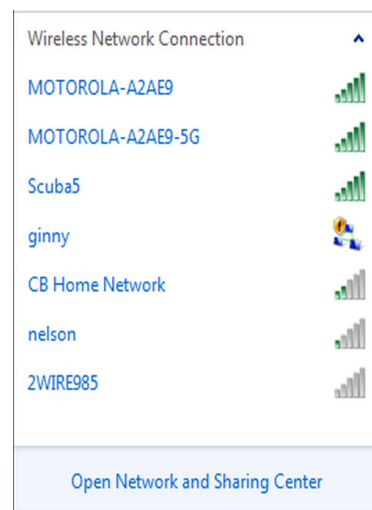 Wireless Network Connection
MOTOROLA-A2AE9
MOTOROLA-A2AE9-5G
Scuba5
ginny
CB Home Network
nelson
2WIRE985
Open Network and Sharing Center